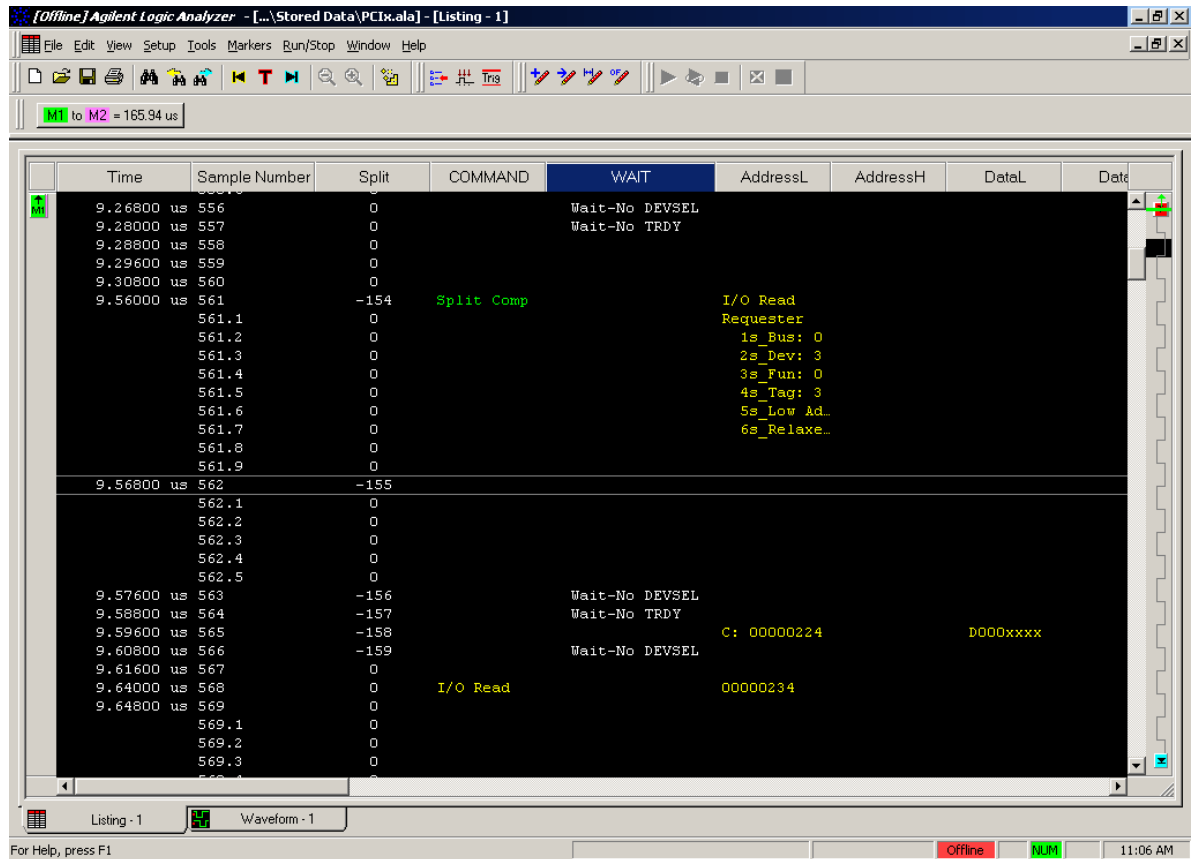 [Offline] Agilent Logic Analyzer - [...\Stored Data\PCIx.ala] - [Listing - 1]
File Edit View Setup Tools Markers Run/Stop Window Help
T Trig
M1 to M2 = 165.94 us
Time Sample Number Split COMMAND WAIT AddressL AddressH DataL Data
M1
9.26800 us 556 0 Wait-No DEVSEL
9.28000 us 557 0 Wait-No TRDY
9.28800 us 558 0
9.29600 us 559 0
9.30800 us 560 0
9.56000 us 561 -154 Split Comp I/O Read
561.1 0 Requester
561.2 0 1s_Bus: 0
561.3 0 2s_Dev: 3
561.4 0 3s_Fun: 0
561.5 0 4s_Tag: 3
561.6 0 5s_Low Ad…
561.7 0 6s_Relaxe…
561.8 0
561.9 0
9.56800 us 562 -155
562.1 0
562.2 0
562.3 0
562.4 0
562.5 0
9.57600 us 563 -156 Wait-No DEVSEL
9.58800 us 564 -157 Wait-No TRDY
9.59600 us 565 -158 C: 00000224 D000xxxx
9.60800 us 566 -159 Wait-No DEVSEL
9.61600 us 567 0
9.64000 us 568 0 I/O Read 00000234
9.64800 us 569 0
569.1 0
569.2 0
569.3 0
Listing - 1 Waveform - 1
For Help, press F1 Offline NUM 11:06 AM